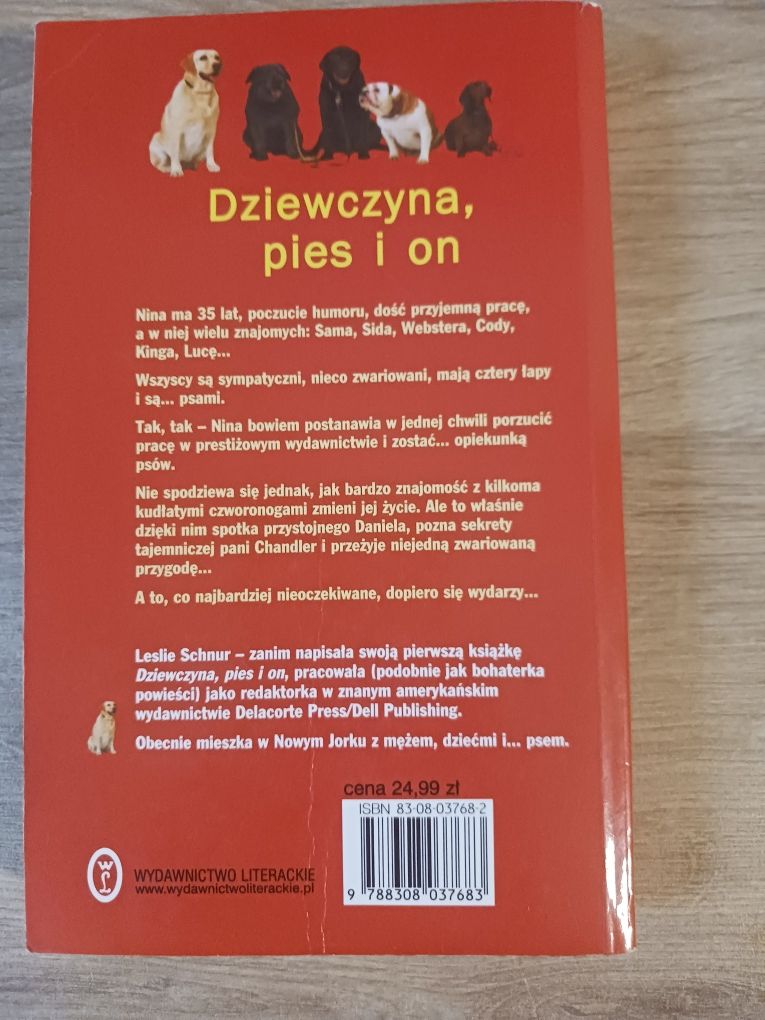 Dziewczyna,
pies i on
Nina ma 35 lat, poczucie humoru, dość przyjemną pracę,
a w niej wielu znajomych: Sama, Sida, Webstera, Cody,
Kinga, Lucę...
Wszyscy są sympatyczni, nieco zwariowani, mają cztery łapy
i są... psami.
Tak, tak – Nina bowiem postanawia w jednej chwili porzucić
pracę w prestiżowym wydawnictwie i zostać... opiekunką
psów.
Nie spodziewa się jednak, jak bardzo znajomość z kilkoma
kudłatymi czworonogami zmieni jej życie. Ale to właśnie
dzięki nim spotka przystojnego Daniela, pozna sekrety
tajemniczej pani Chandler i przeżyje niejedną zwariowaną
przygodę...
A to, co najbardziej nieoczekiwane, dopiero się wydarzy...
Leslie Schnur – zanim napisała swoją pierwszą książkę
Dziewczyna, pies i on, pracowała (podobnie jak bohaterka
powieści) jako redaktorka w znanym amerykańskim
wydawnictwie Delacorte Press/Dell Publishing.
Obecnie mieszka w Nowym Jorku z mężem, dziećmi i... psem.
cena 24,99 zł
ISBN 83-08-03768-2
9 788308 037683
WL
WYDAWNICTWO LITERACKIE
www.wydawnictwoliterackie.pl